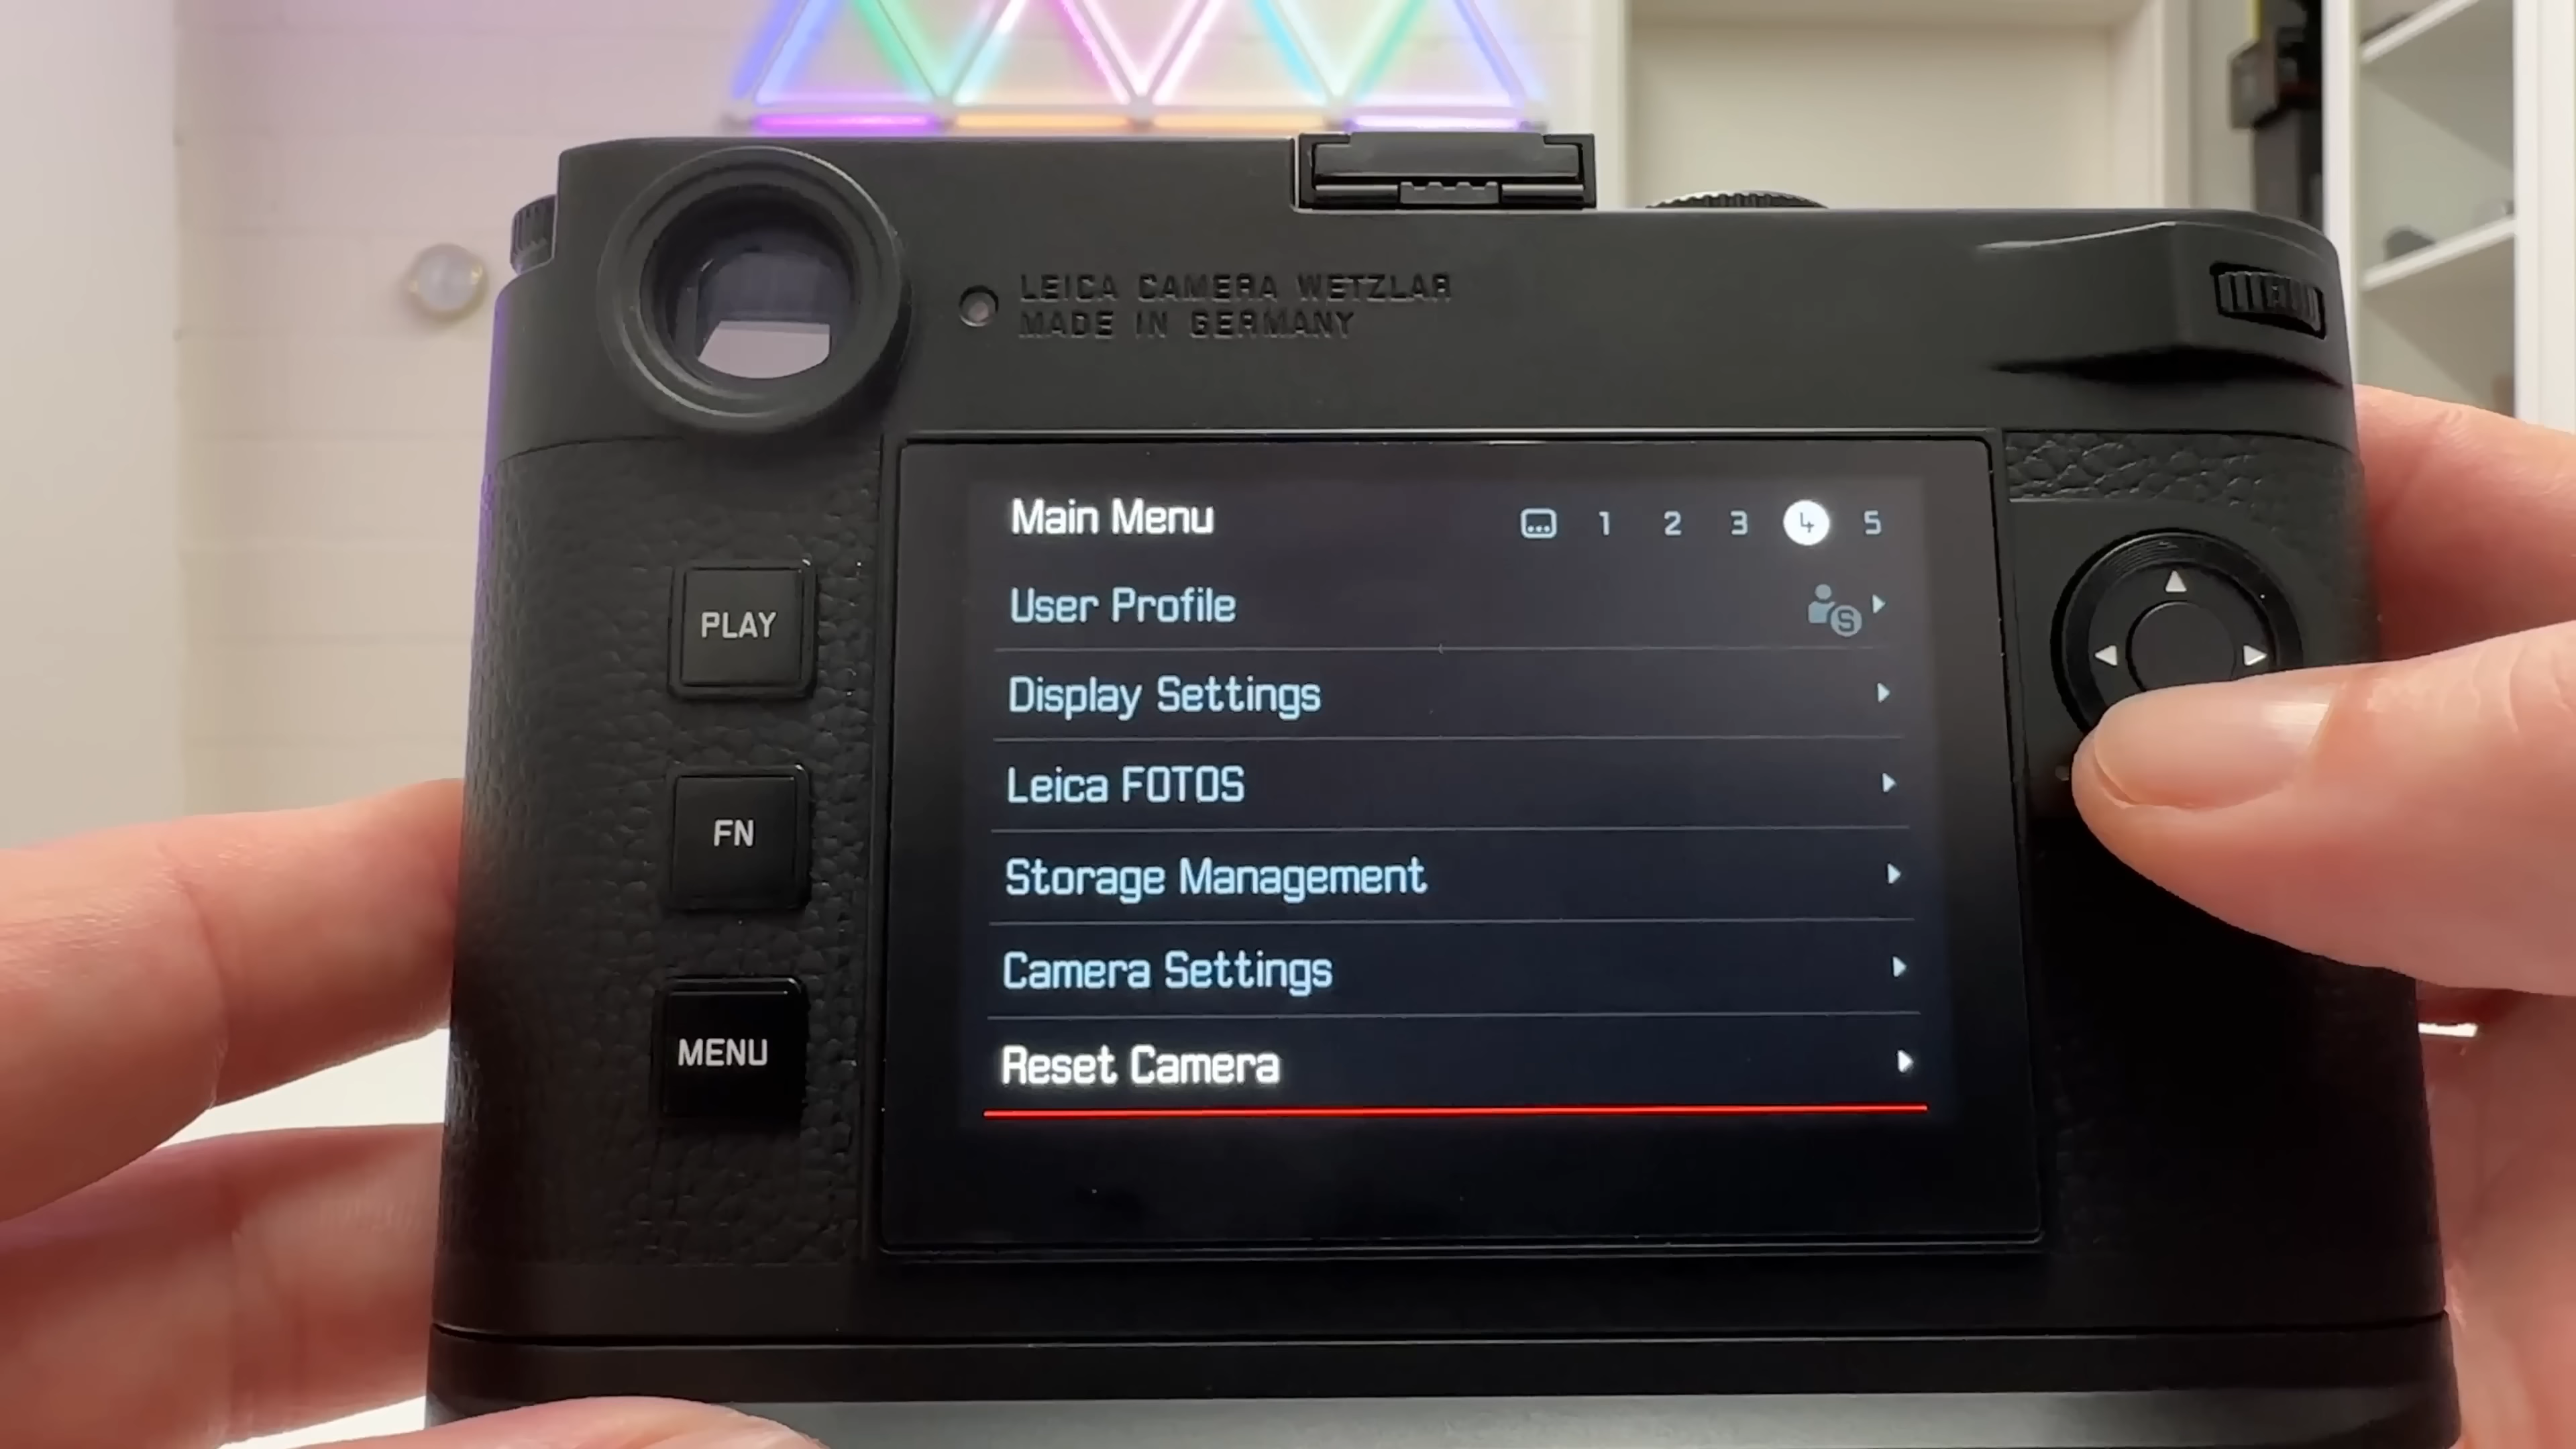 LEICA CAMERA WETZLAR
MADE IN GERMANY
Main Menu 1 2 3 4 5
User Profile S
Display Settings
Leica FOTOS
Storage Management
Camera Settings
Reset Camera
PLAY
FN
MENU